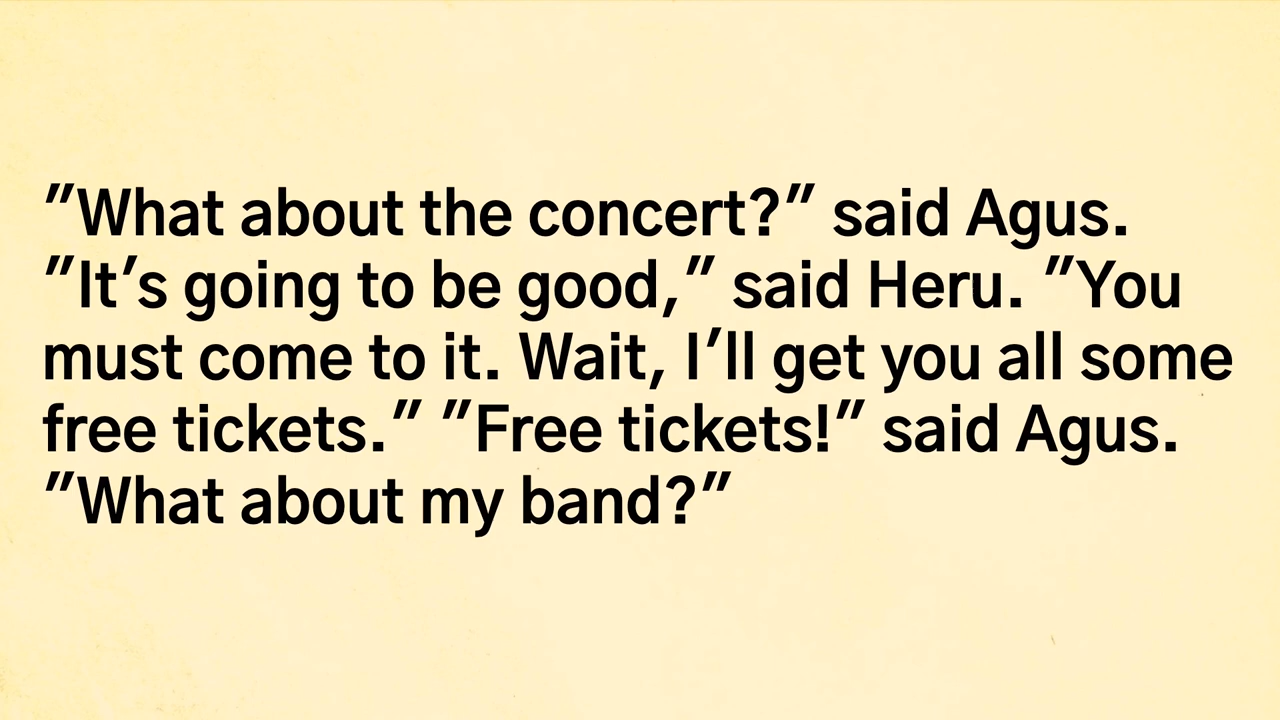 "What about the concert?" said Agus.
"It's going to be good," said Heru. "You
must come to it. Wait, I'll get you all some
free tickets." "Free tickets!" said Agus.
"What about my band?"